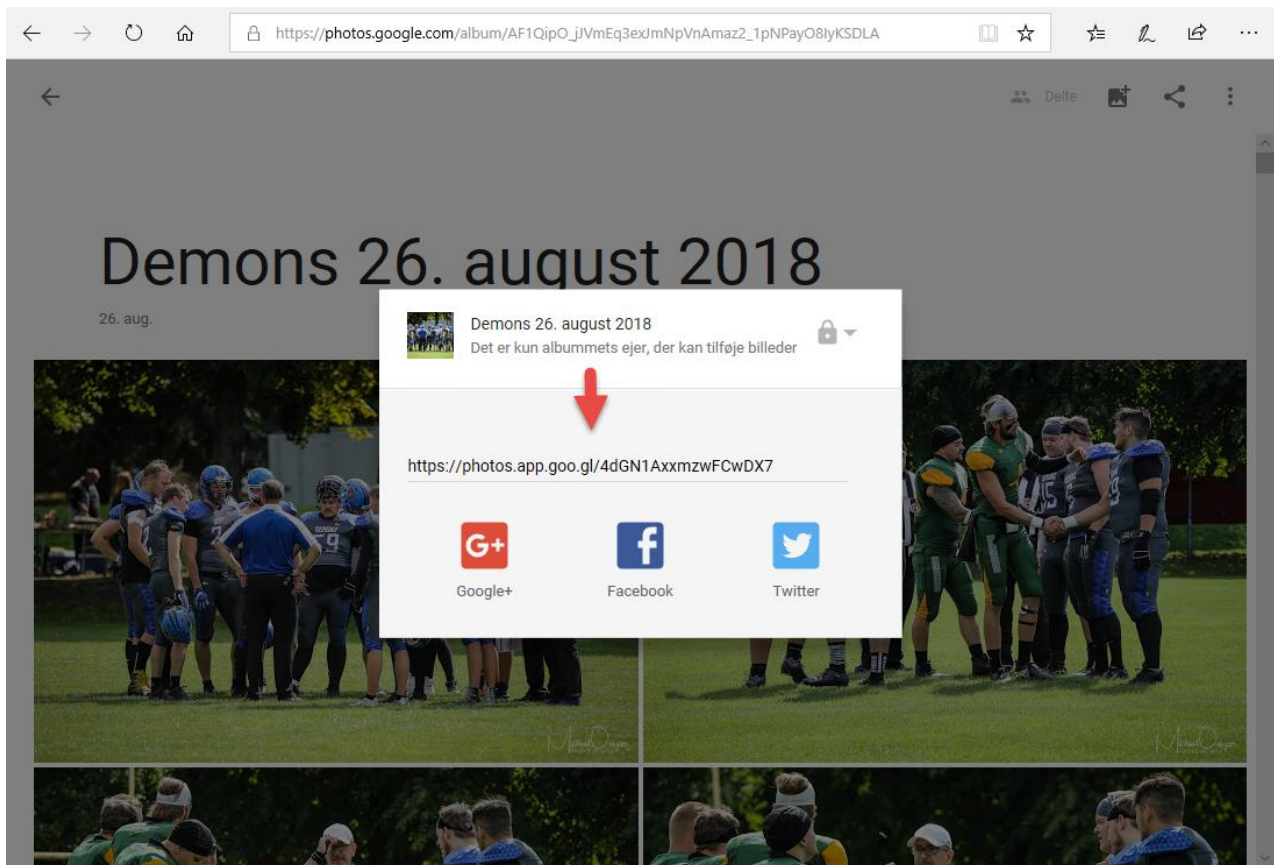 https://photos.google.com/album/AF1QipO_jJVmEq3exJmNpVnAmaz2_1pNPayO8IyKSDLA
Delte
Demons 26. august 2018
26. aug.
Demons 26. august 2018
Det er kun albummets ejer, der kan tilføje billeder
https://photos.app.goo.gl/4dGN1AxxmzwFCwDX7
G+
f
Google+
Facebook
Twitter